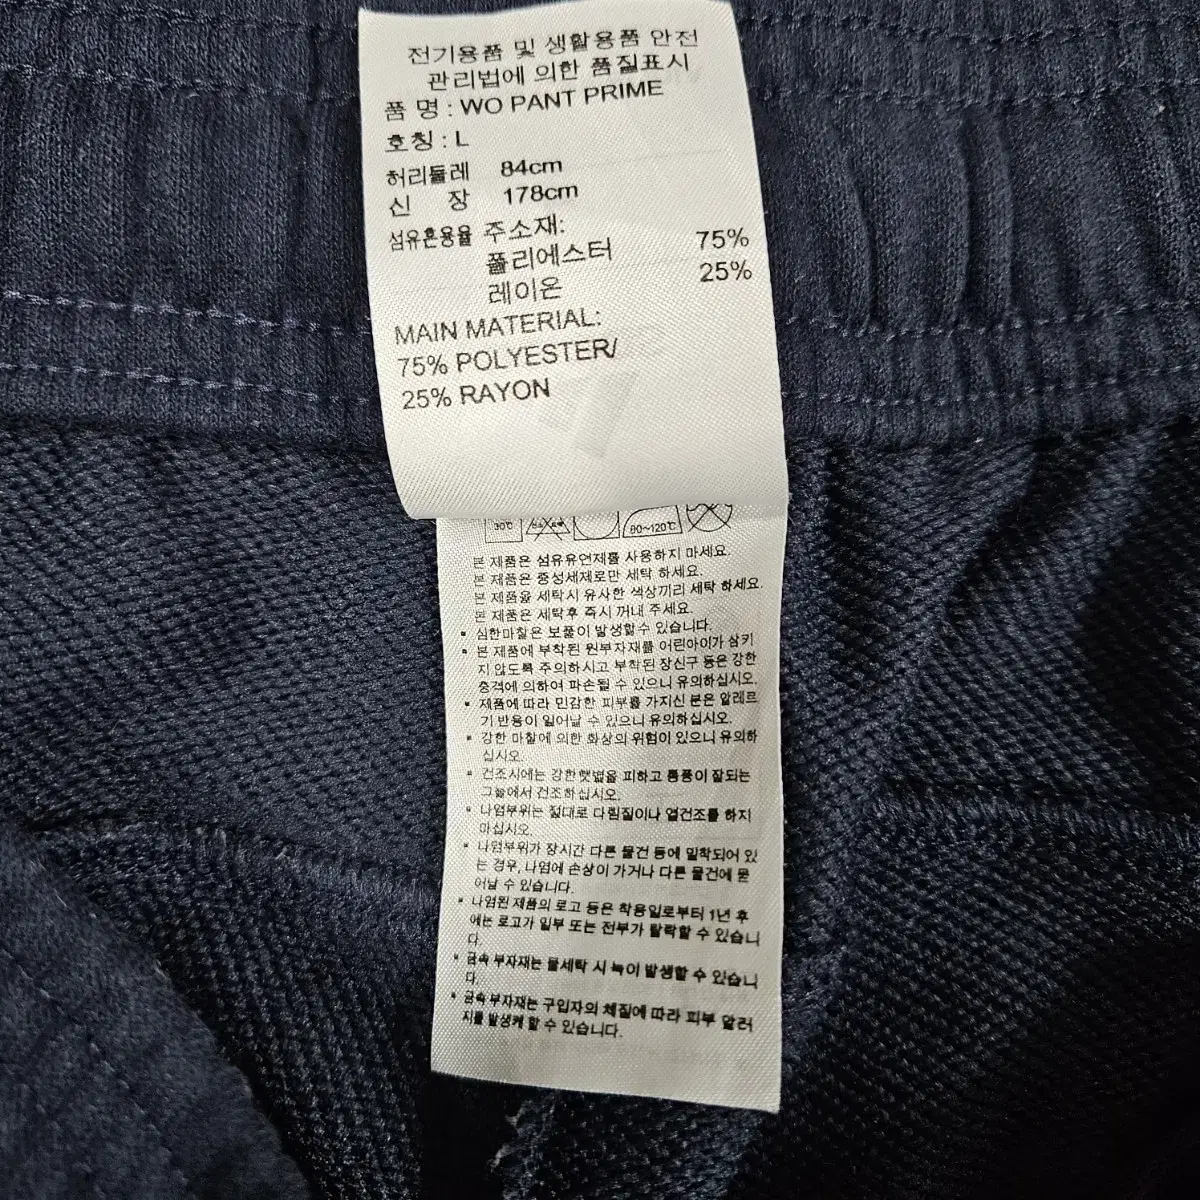 전기용품 및 생활용품 안전
관리법에 의한 품질표시
품 명 : WO PANT PRIME
호칭 : L
허리둘레 84cm
신 장 178cm
섬유혼용율 주소재:
폴리에스터 75%
레이온 25%
MAIN MATERIAL:
75% POLYESTER/
25% RAYON
30℃ 80~120℃
본 제품은 섬유유연제를 사용하지 마세요.
본 제품은 중성세제로만 세탁 하세요.
본 제품을 세탁시 유사한 색상끼리 세탁 하세요.
본 제품은 세탁후 즉시 꺼내 주세요.
▪ 심한마찰은 보풀이 발생할수 있습니다.
▪ 본 제품에 부착된 원부자재를 어린아이가 삼키
지 않도록 주의하시고 부착된 장신구 등은 강한
충격에 의하여 파손될 수 있으니 유의하십시오.
▪ 제품에 따라 민감한 피부를 가지신 분은 알레르
기 반응이 일어날 수 있으니 유의하십시오.
▪ 강한 마찰에 의한 화상의 위험이 있으니 유의하
십시오.
▪ 건조시에는 강한햇볕을 피하고 통풍이 잘되는
그늘에서 건조하십시오.
▪ 나염부위는 절대로 다림질이나 열건조를 하지
마십시오.
▪ 나염부위가 장시간 다른 물건 등에 밀착되어 있
는 경우, 나염에 손상이 가거나 다른 물건에 묻
어날 수 있습니다.
▪ 나염된 제품의 로고 등은 착용일로부터 1년 후
에는 로고가 일부 또는 전부가 탈락할 수 있습니
다.
▪ 금속 부자재는 물세탁 시 녹이 발생할 수 있습니
다.
▪ 금속 부자재는 구입자의 체질에 따라 피부 알러
지를 발생케 할 수 있습니다.